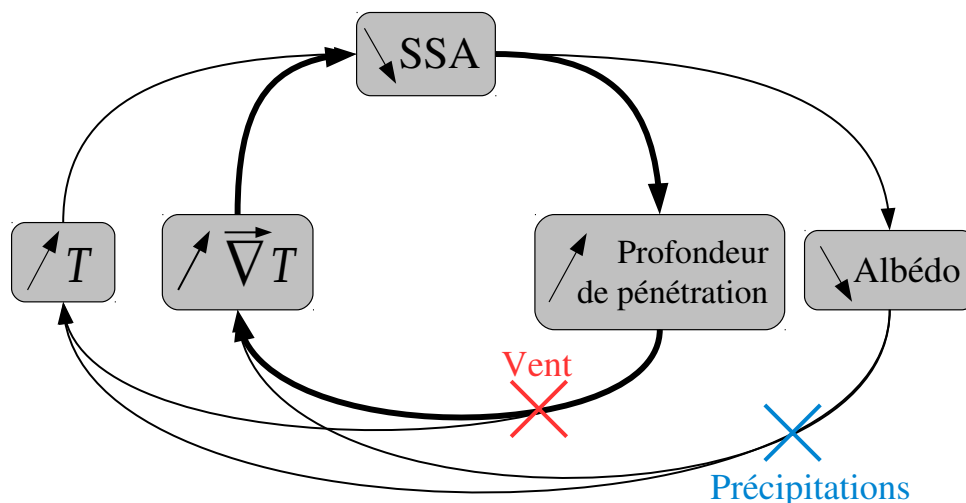 SSA
T
∇T
Profondeur
de pénétration
Albédo
Vent
Précipitations